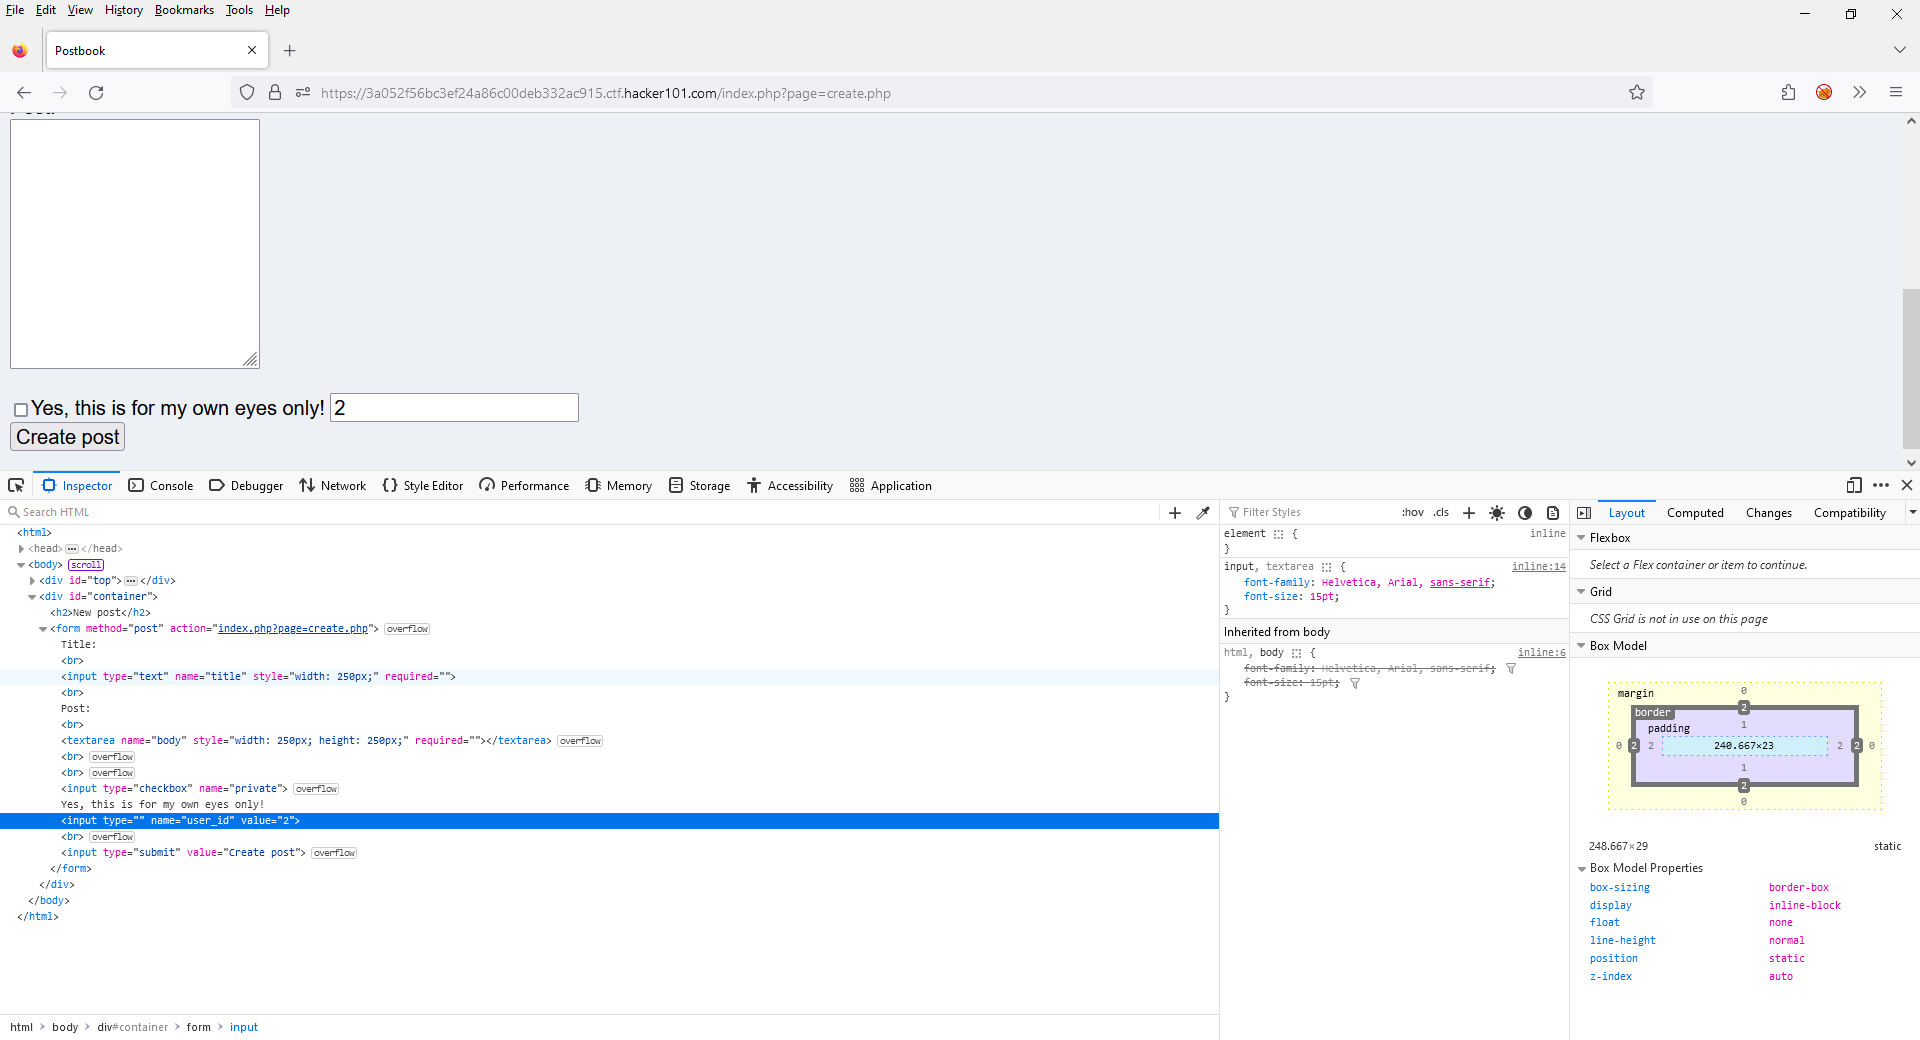 File Edit View History Bookmarks Tools Help
Postbook
https://3a052f56bc3ef24a86c00deb332ac915.ctf.hacker101.com/index.php?page=create.php
Yes, this is for my own eyes only! 2
Create post
Inspector Console Debugger Network Style Editor Performance Memory Storage Accessibility Application
Search HTML
<html>
<head> ••• </head>
<body> scroll
<div id="top"> ••• </div>
<div id="container">
<h2>New post</h2>
<form method="post" action="index.php?page=create.php"> overflow
Title:
<br>
<input type="text" name="title" style="width: 250px;" required="">
<br>
Post:
<br>
<textarea name="body" style="width: 250px; height: 250px;" required=""></textarea> overflow
<br> overflow
<br> overflow
<input type="checkbox" name="private"> overflow
Yes, this is for my own eyes only!
<input type="" name="user_id" value="2">
<br> overflow
<input type="submit" value="Create post"> overflow
</form>
</div>
</body>
</html>
html > body > div#container > form > input
Filter Styles :hov .cls
element { inline
}
input, textarea { inline:14
font-family: Helvetica, Arial, sans-serif;
font-size: 15pt;
}
Inherited from body
html, body { inline:6
font-family: Helvetica, Arial, sans-serif;
font-size: 15pt;
}
Layout Computed Changes Compatibility
Flexbox
Select a Flex container or item to continue.
Grid
CSS Grid is not in use on this page
Box Model
margin 0
border 2
padding 1
0 2 2 240.667×23 2 2 0
1
2
0
248.667×29 static
Box Model Properties
box-sizing border-box
display inline-block
float none
line-height normal
position static
z-index auto